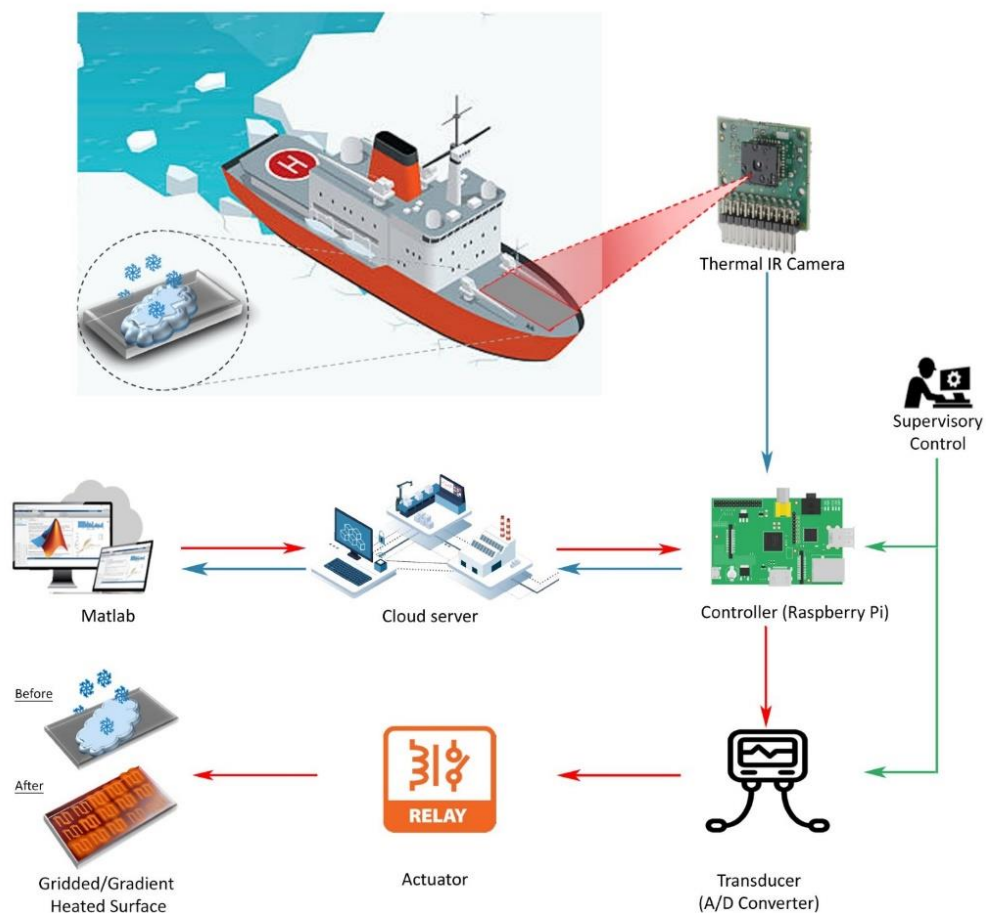 H
Thermal IR Camera
Supervisory
Control
Matlab
Cloud server
Controller (Raspberry Pi)
Before
After
RELAY
Gridded/Gradient
Heated Surface
Actuator
Transducer
(A/D Converter)